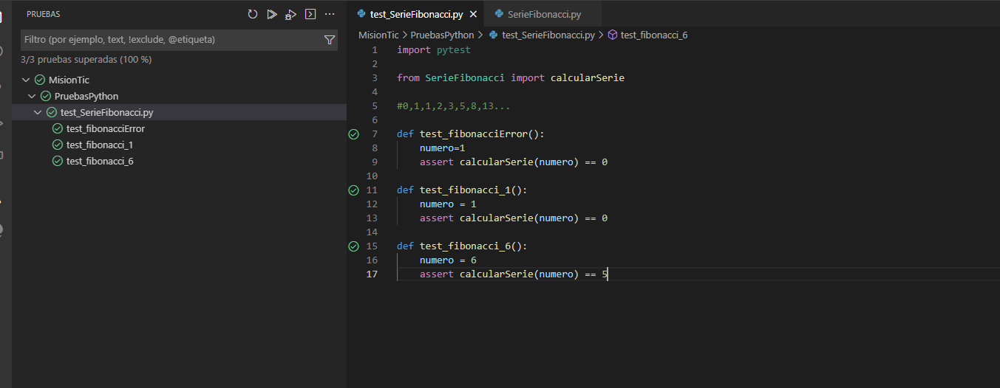 PRUEBAS
Filtro (por ejemplo, text, !exclude, @etiqueta)
3/3 pruebas superadas (100 %)
MisionTic
PruebasPython
test_SerieFibonacci.py
test_fibonacciError
test_fibonacci_1
test_fibonacci_6
test_SerieFibonacci.py
SerieFibonacci.py
MisionTic > PruebasPython > test_SerieFibonacci.py > test_fibonacci_6
1 import pytest
2
3 from SerieFibonacci import calcularSerie
4
5 #0,1,1,2,3,5,8,13...
6
7 def test_fibonacciError():
8 numero=1
9 assert calcularSerie(numero) == 0
10
11 def test_fibonacci_1():
12 numero = 1
13 assert calcularSerie(numero) == 0
14
15 def test_fibonacci_6():
16 numero = 6
17 assert calcularSerie(numero) == 5